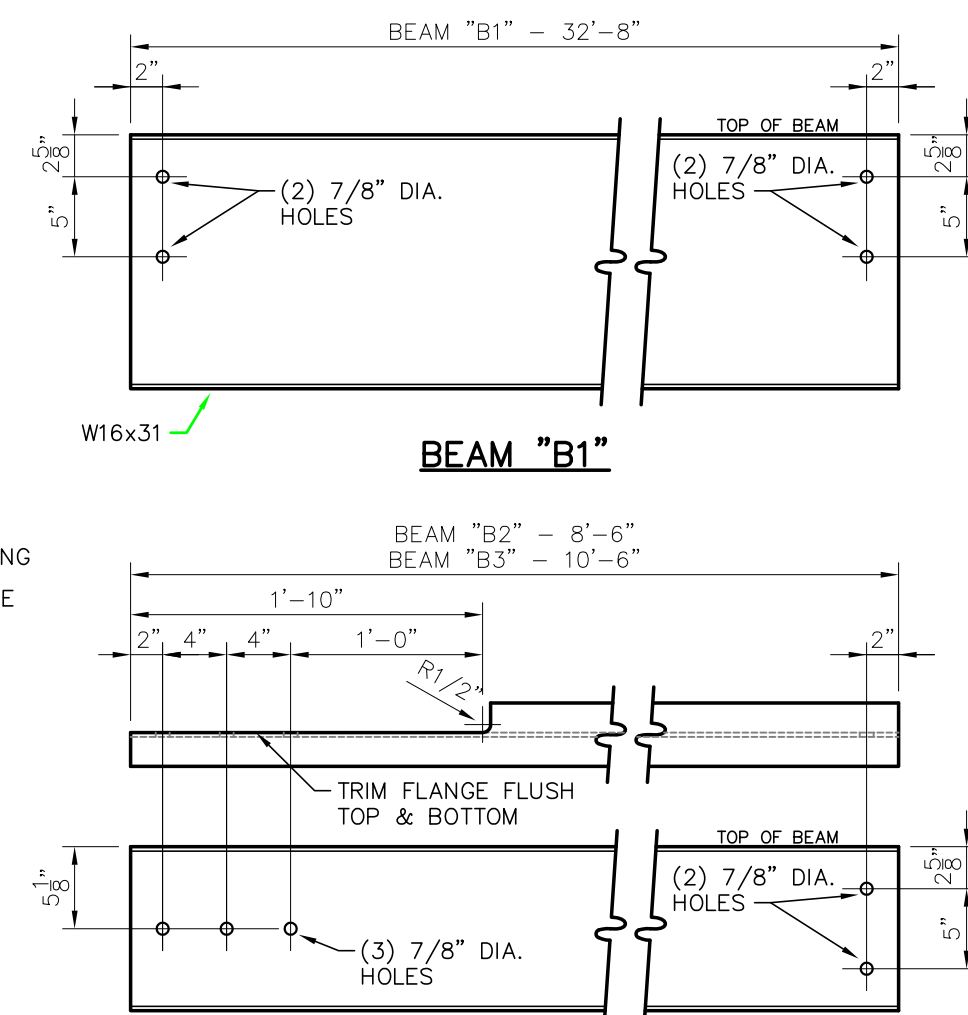 BEAM "B1" - 32'-8"
2"
2"
TOP OF BEAM
2 5/8"
5"
(2) 7/8" DIA.
HOLES
(2) 7/8" DIA.
HOLES
2 5/8"
5"
W16x31
BEAM "B1"
NG
E
BEAM "B2" - 8'-6"
BEAM "B3" - 10'-6"
1'-10"
2"
4"
4"
1'-0"
2"
R1/2"
TRIM FLANGE FLUSH
TOP & BOTTOM
TOP OF BEAM
5 1/8"
(2) 7/8" DIA.
HOLES
2 5/8"
5"
(3) 7/8" DIA.
HOLES